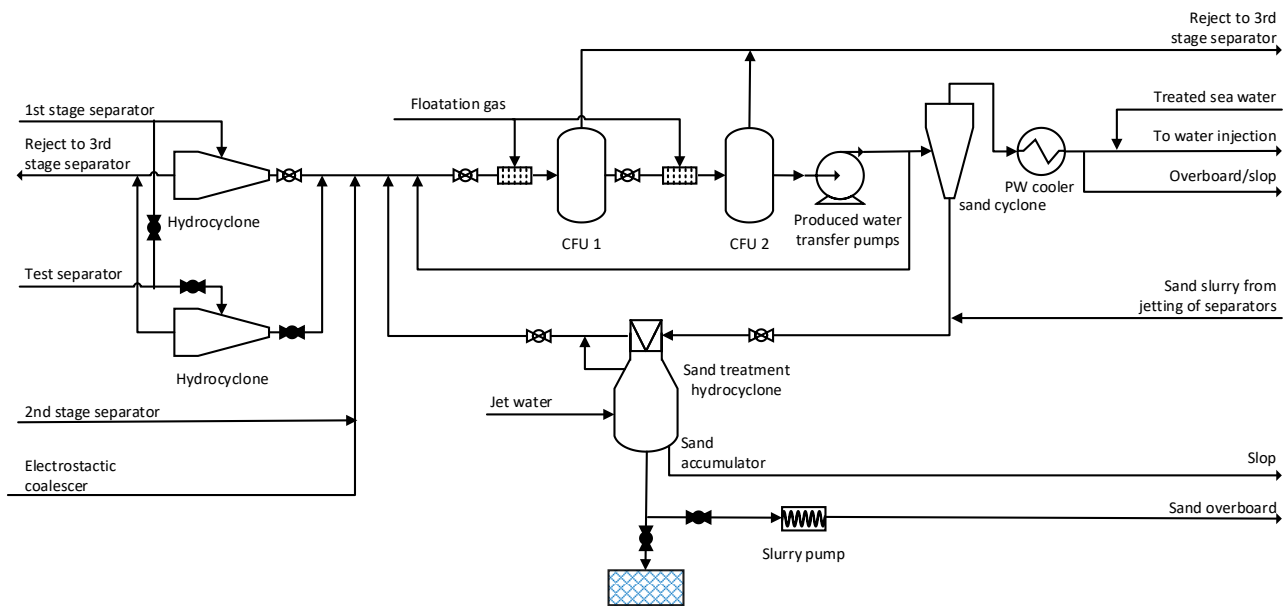 Reject to 3rd
stage separator
1st stage separator
Floatation gas
Treated sea water
Reject to 3rd
stage separator
To water injection
PW cooler
Overboard/slop
sand cyclone
Hydrocyclone
CFU 1
CFU 2
Produced water
transfer pumps
Test separator
Sand slurry from
jetting of separators
Hydrocyclone
Sand treatment
hydrocyclone
2nd stage separator
Jet water
Sand
accumulator
Electrostactic
coalescer
Slop
Sand overboard
Slurry pump